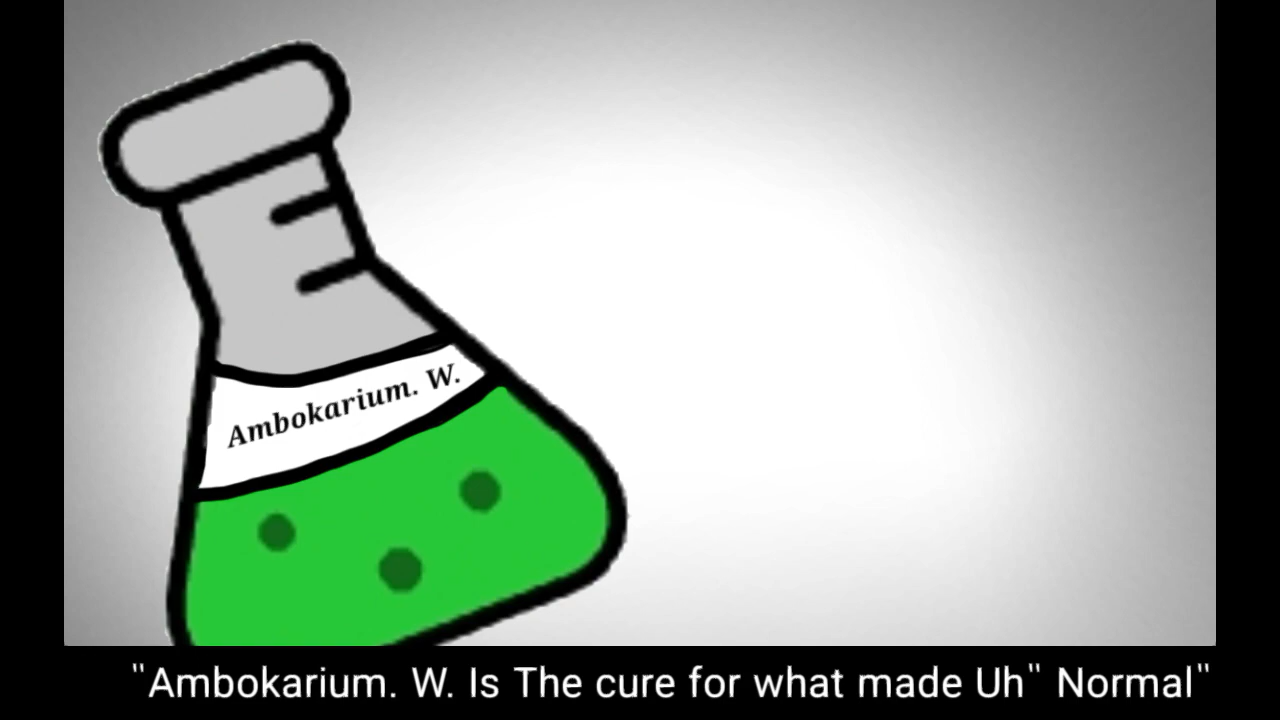 Ambokarium. W.
"Ambokarium. W. Is The cure for what made Uh" Normal"